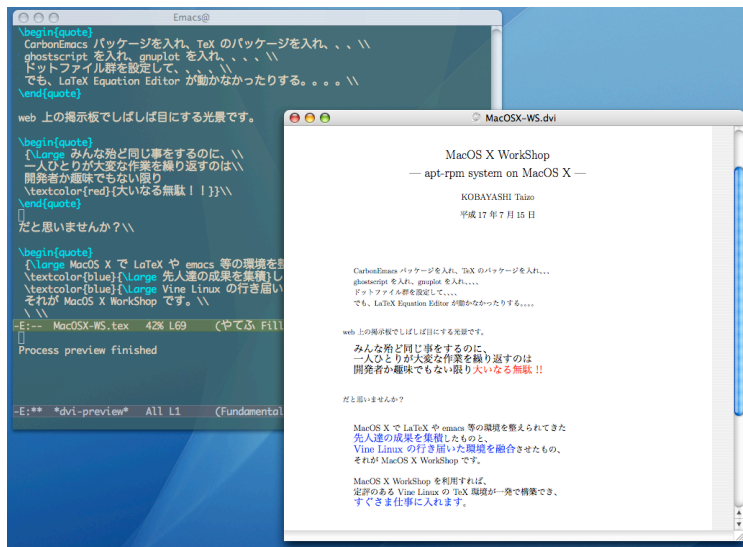 Emacs@
\begin{quote}
CarbonEmacs パッケージを入れ、TeX のパッケージを入れ、、、\\
ghostscript を入れ、gnuplot を入れ、、、、\\
ドットファイル群を設定して、、、、\\
でも、LaTeX Equation Editor が動かなかったりする。。。。\\
\end{quote}
web 上の掲示板でしばしば目にする光景です。
\begin{quote}
{\Large みんな殆ど同じ事をするのに、\\
一人ひとりが大変な作業を繰り返すのは\\
開発者か趣味でもない限り
\textcolor{red}{大いなる無駄！！}}\\
\end{quote}
だと思いませんか？\\
\begin{quote}
{\large MacOS X で LaTeX や emacs 等の環境を整
\textcolor{blue}{\Large 先人達の成果を集積}し
\textcolor{blue}{\Large Vine Linux の行き届い
それが MacOS X WorkShop です。\\
\ \\
-E:-- MacOSX-WS.tex 42% L69 (やてふ Fill
Process preview finished
-E:** *dvi-preview* All L1 (Fundamental
MacOSX-WS.dvi
MacOS X WorkShop
— apt-rpm system on MacOS X —
KOBAYASHI Taizo
平成 17 年 7 月 15 日
CarbonEmacs パッケージを入れ、TeX のパッケージを入れ、、、
ghostscript を入れ、gnuplot を入れ、、、、
ドットファイル群を設定して、、、、
でも、LaTeX Equation Editor が動かなかったりする。。。。
web 上の掲示板でしばしば目にする光景です。
みんな殆ど同じ事をするのに、
一人ひとりが大変な作業を繰り返すのは
開発者か趣味でもない限り大いなる無駄 !!
だと思いませんか？
MacOS X で LaTeX や emacs 等の環境を整えられてきた
先人達の成果を集積したものと、
Vine Linux の行き届いた環境を融合させたもの、
それが MacOS X WorkShop です。
MacOS X WorkShop を利用すれば、
定評のある Vine Linux の TeX 環境が一発で構築でき、
すぐさま仕事に入れます。